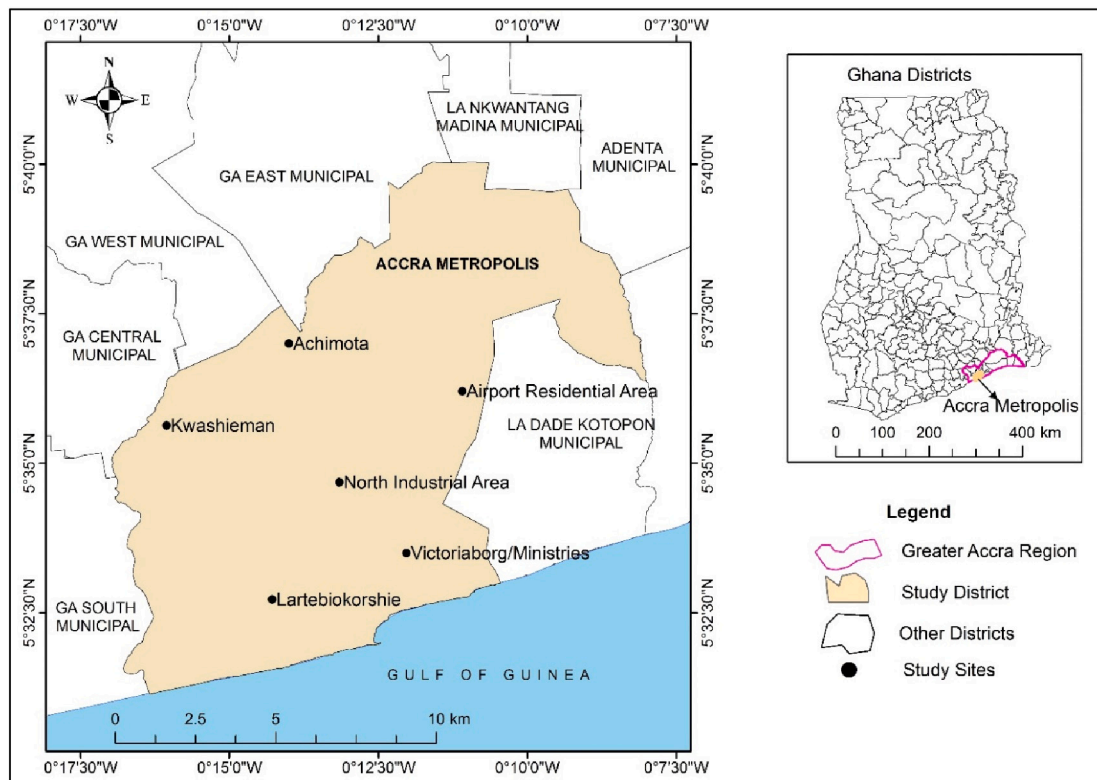 0°17'30"W
0°15'0"W
0°12'30"W
0°10'0"W
0°7'30"W
N
W
E
S
5°40'0"N
5°37'30"N
5°35'0"N
5°32'30"N
LA NKWANTANG
MADINA MUNICIPAL
ADENTA
MUNICIPAL
GA EAST MUNICIPAL
GA WEST MUNICIPAL
ACCRA METROPOLIS
GA CENTRAL
MUNICIPAL
Achimota
Airport Residential Area
Kwashieman
LA DADE KOTOPON
MUNICIPAL
North Industrial Area
Victoriaborg/Ministries
Lartebiokorshie
GA SOUTH
MUNICIPAL
GULF OF GUINEA
0 2.5 5 10 km
5°40'0"N
5°37'30"N
5°35'0"N
5°32'30"N
0°17'30"W
0°15'0"W
0°12'30"W
0°10'0"W
0°7'30"W
Ghana Districts
Accra Metropolis
0 100 200 400 km
Legend
Greater Accra Region
Study District
Other Districts
Study Sites